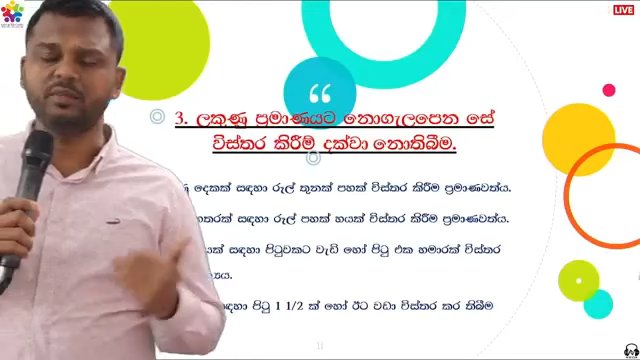 LIVE
3. ලකුණු ප්‍රමාණයට නොගැලපෙන සේ
විස්තර කිරීම් දක්වා නොතිබීම.
දෙකක් සඳහා රූල් තුනක් පහක් විස්තර කිරීම ප්‍රමාණවත්ය.
සඳහා රූල් පහක් හයක් විස්තර කිරීම ප්‍රමාණවත්ය.
සඳහා පිටුවකට වැඩි හෝ පිටු එක හමාරක් විස්තර
පිටු 1 1/2 ක් හෝ ඊට වඩා විස්තර කර තිබීම
11